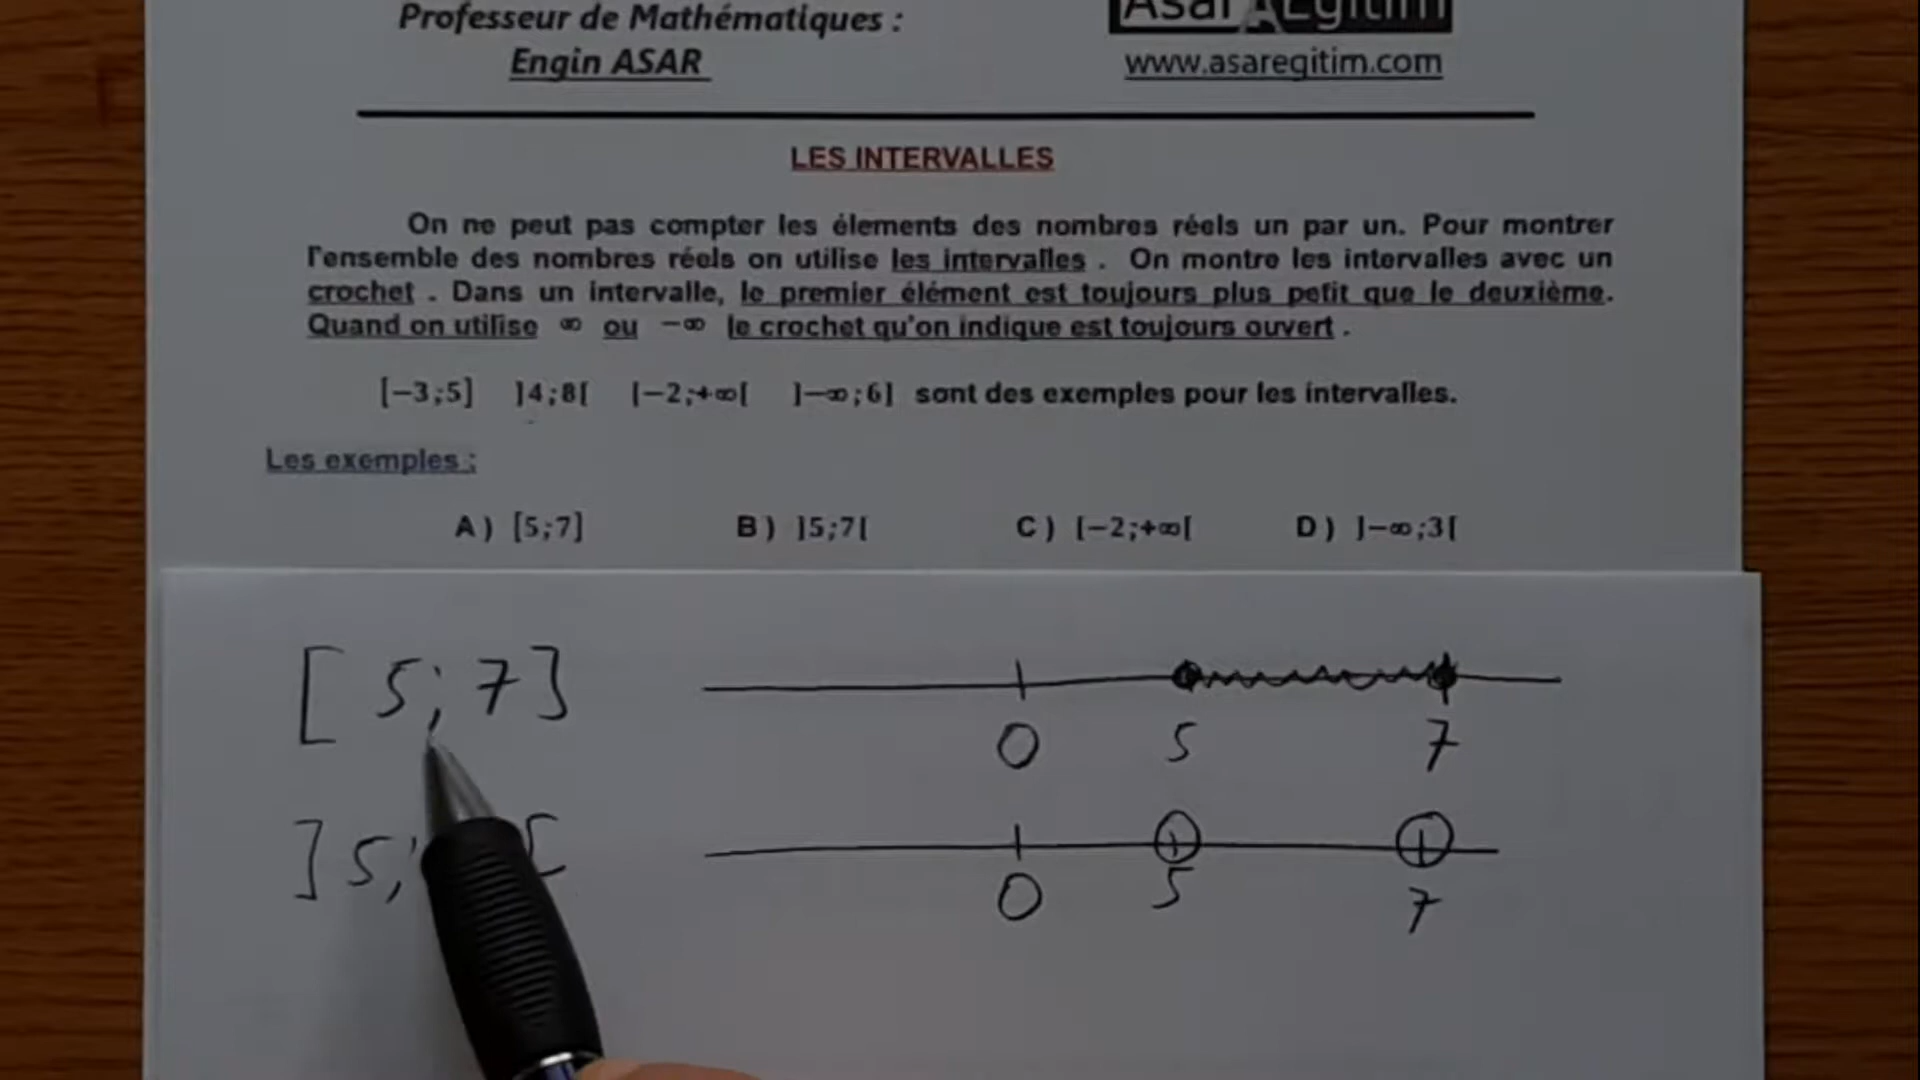 Professeur de Mathématiques :
Engin ASAR
Asar Egitim
www.asaregitim.com
LES INTERVALLES
On ne peut pas compter les élements des nombres réels un par un. Pour montrer
l'ensemble des nombres réels on utilise les intervalles . On montre les intervalles avec un
crochet . Dans un intervalle, le premier élément est toujours plus petit que le deuxième.
Quand on utilise ∞ ou −∞ le crochet qu'on indique est toujours ouvert .
[−3;5] ]4;8[ [−2;+∞[ ]−∞;6] sont des exemples pour les intervalles.
Les exemples :
A) [5;7] B) ]5;7[ C) [−2;+∞[ D) ]−∞;3[
[5;7]
0 5 7
]5; [
0 5 7